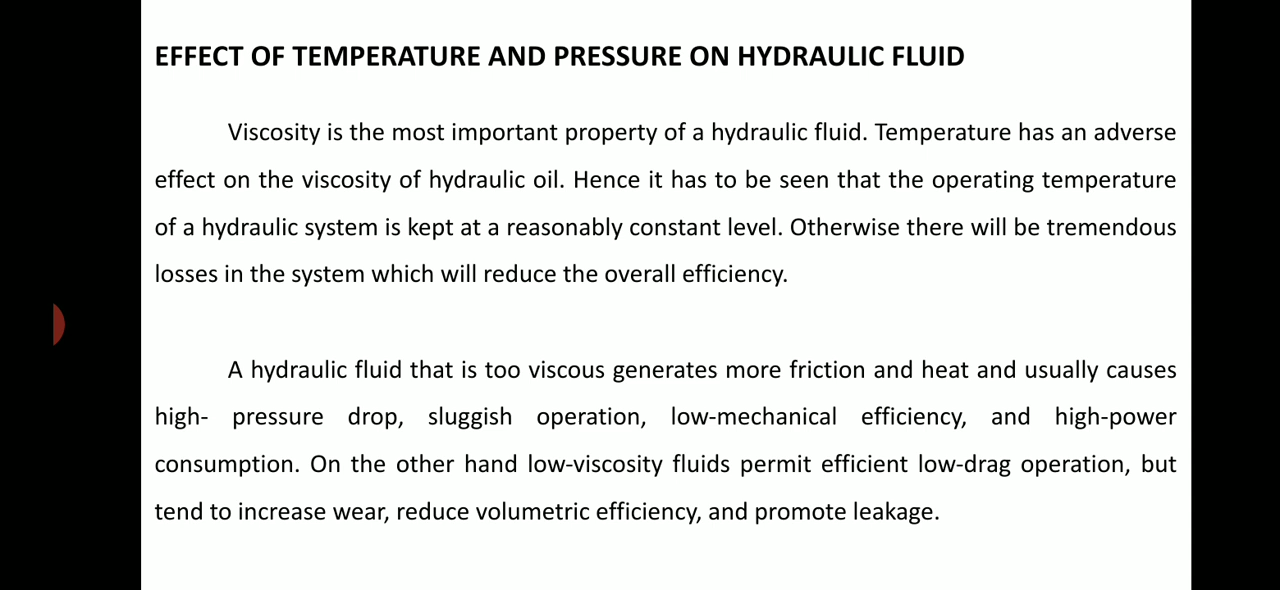 EFFECT OF TEMPERATURE AND PRESSURE ON HYDRAULIC FLUID
Viscosity is the most important property of a hydraulic fluid. Temperature has an adverse
effect on the viscosity of hydraulic oil. Hence it has to be seen that the operating temperature
of a hydraulic system is kept at a reasonably constant level. Otherwise there will be tremendous
losses in the system which will reduce the overall efficiency.
A hydraulic fluid that is too viscous generates more friction and heat and usually causes
high- pressure drop, sluggish operation, low-mechanical efficiency, and high-power
consumption. On the other hand low-viscosity fluids permit efficient low-drag operation, but
tend to increase wear, reduce volumetric efficiency, and promote leakage.